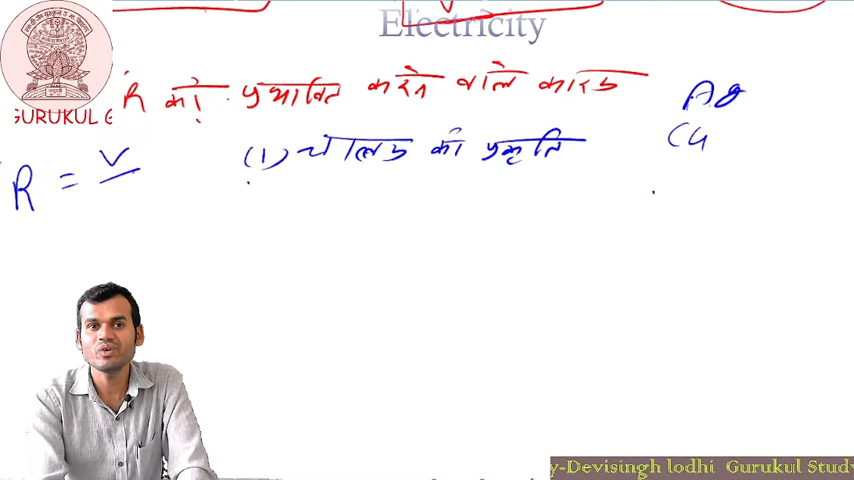 Electricity
R को प्रभावित करने वाले कारक
GURUKUL G
(1) चालक की प्रकृति
Ag
Cu
R = V
y-Devisingh lodhi Gurukul Study